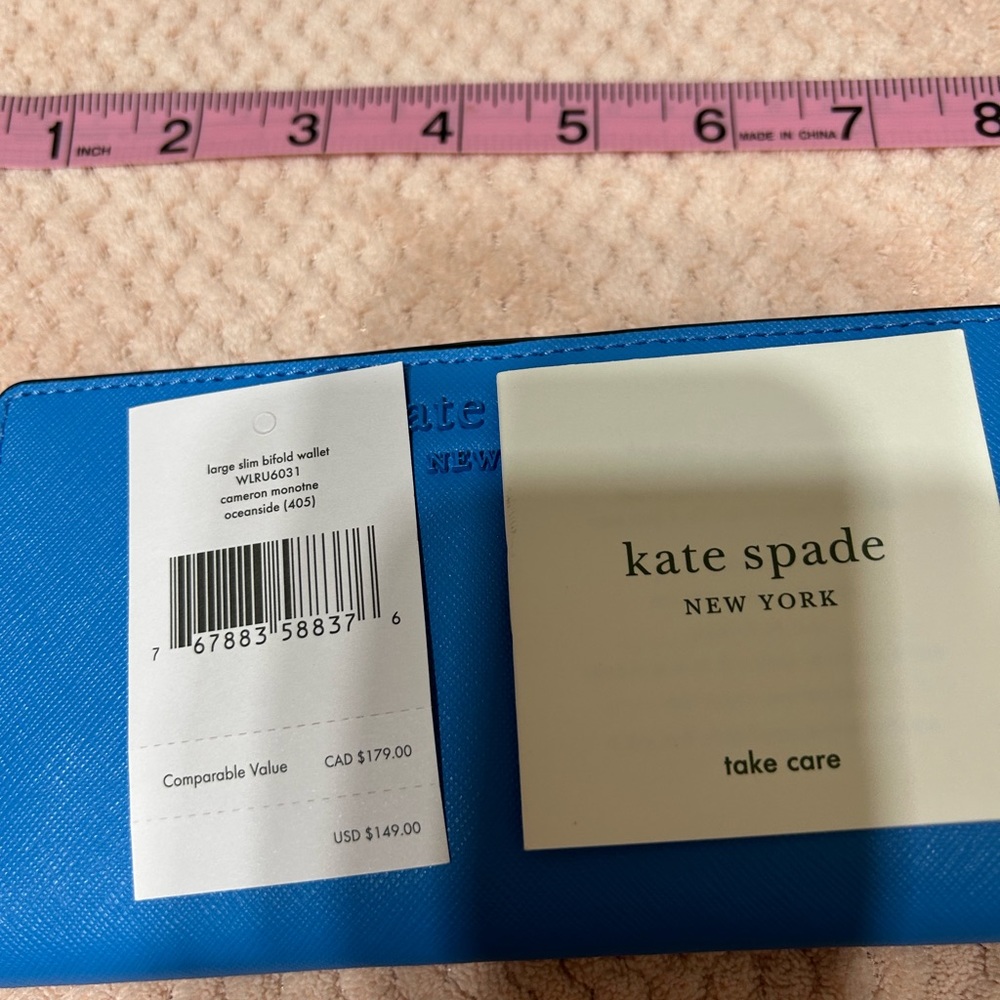 1 INCH 2 3 4 5 6 MADE IN CHINA 7 8
ate
NEW
large slim bifold wallet
WLRU6031
cameron monotne
oceanside (405)
7 67883 58837 6
Comparable Value CAD $179.00
USD $149.00
kate spade
NEW YORK
take care